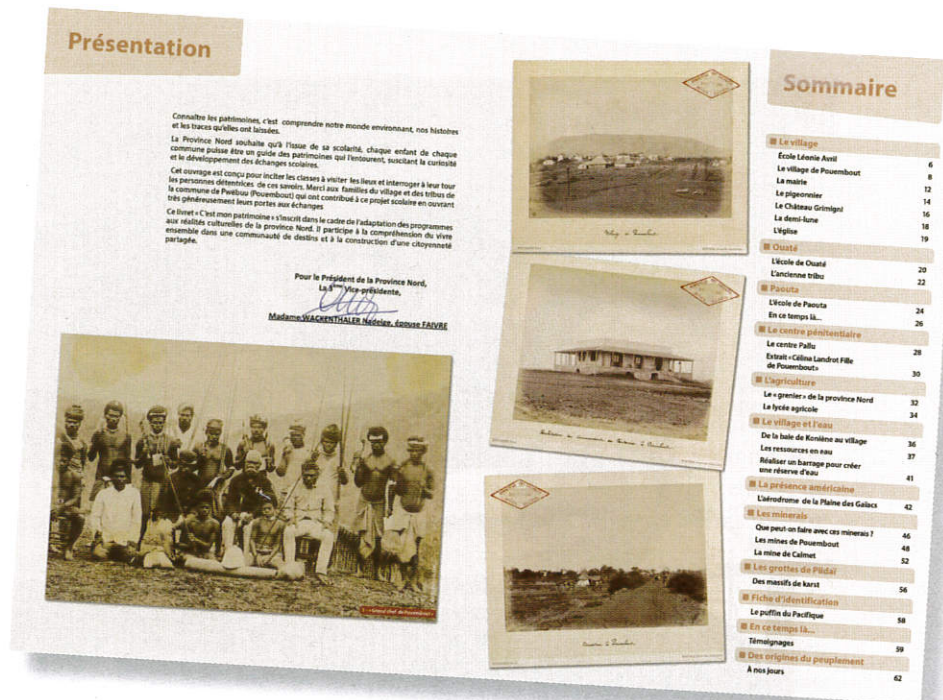 Présentation
Connaître les patrimoines, c'est comprendre notre monde environnant, nos histoires
et les traces qu'elles ont laissées.
La Province Nord souhaite qu'à l'issue de sa scolarité, chaque enfant de chaque
commune puisse être un guide des patrimoines qui l'entourent, suscitant la curiosité
et le développement des échanges scolaires.
Cet ouvrage est conçu pour inciter les classes à visiter les lieux et interroger à leur tour
les personnes détentrices de ces savoirs. Merci aux familles du village et des tribus de
la commune de Pwëbuu (Pouembout) qui ont contribué à ce projet scolaire en ouvrant
très généreusement leurs portes aux échanges
Ce livret « C'est mon patrimoine » s'inscrit dans le cadre de l'adaptation des programmes
aux réalités culturelles de la province Nord. Il participe à la compréhension du vivre
ensemble dans une communauté de destins et à la construction d'une citoyenneté
partagée.
Pour le Président de la Province Nord,
La 3ème Vice-présidente,
Madame WACKENTHALER Nadeige, épouse FAIVRE
Sommaire
Le village
École Léonie Avril 6
Le village de Pouembout 8
La mairie 12
Le pigeonnier 14
Le Château Grimigni 16
La demi-lune 18
L'église 19
Ouaté
L'école de Ouaté 20
L'ancienne tribu 22
Paouta
L'école de Paouta 24
En ce temps là... 26
Le centre pénitentiaire
Le centre Pallu 28
Extrait « Célina Landrot Fille
de Pouembout» 30
L'agriculture
Le « grenier » de la province Nord 32
Le lycée agricole 34
Le village et l'eau
De la baie de Koniène au village 36
Les ressources en eau 37
Réaliser un barrage pour créer
une réserve d'eau 41
La présence américaine
L'aérodrome de la Plaine des Gaïacs 42
Les minerais
Que peut-on faire avec ces minerais ? 46
Les mines de Pouembout 48
La mine de Calmet 52
Les grottes de Pidaï
Des massifs de karst 56
Fiche d'identification
Le puffin du Pacifique 58
En ce temps là...
Témoignages 59
Des origines du peuplement
À nos jours 62